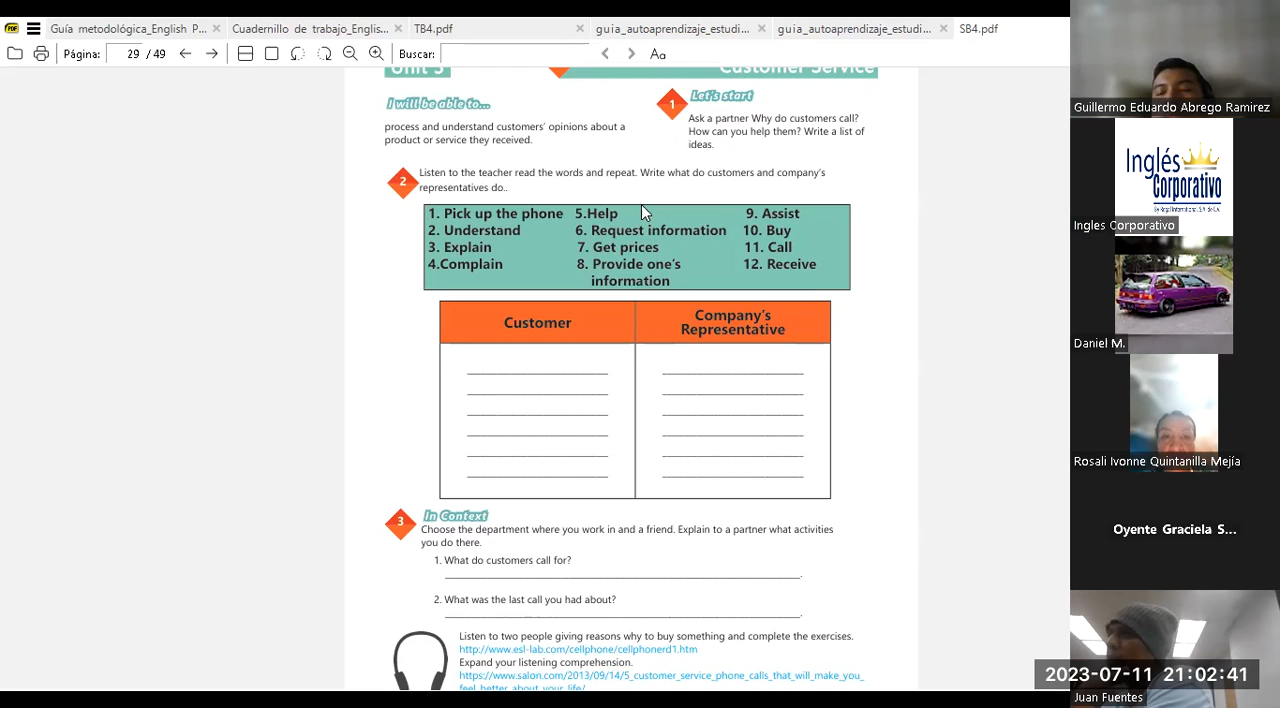 Guía metodológica_English P...
Cuadernillo de trabajo_Englis...
TB4.pdf
guia_autoaprendizaje_estudi...
guia_autoaprendizaje_estudi...
SB4.pdf
Página: 29 / 49
Buscar:
Aa
Unit 5
Customer Service
I will be able to...
process and understand customers' opinions about a
product or service they received.
1
Let's start
Ask a partner Why do customers call?
How can you help them? Write a list of
ideas.
2
Listen to the teacher read the words and repeat. Write what do customers and company's
representatives do..
1. Pick up the phone
2. Understand
3. Explain
4.Complain
5.Help
6. Request information
7. Get prices
8. Provide one's
information
9. Assist
10. Buy
11. Call
12. Receive
Customer
Company's
Representative
3
In Context
Choose the department where you work in and a friend. Explain to a partner what activities
you do there.
1. What do customers call for?
2. What was the last call you had about?
Listen to two people giving reasons why to buy something and complete the exercises.
http://www.esl-lab.com/cellphone/cellphonerd1.htm
Expand your listening comprehension.
https://www.salon.com/2013/09/14/5_customer_service_phone_calls_that_will_make_you_
feel_better_about_your_life/
Guillermo Eduardo Abrego Ramirez
Inglés
Corporativo
Ingles Corporativo
Daniel M.
Rosali Ivonne Quintanilla Mejía
Oyente Graciela S...
2023-07-11 21:02:41
Juan Fuentes